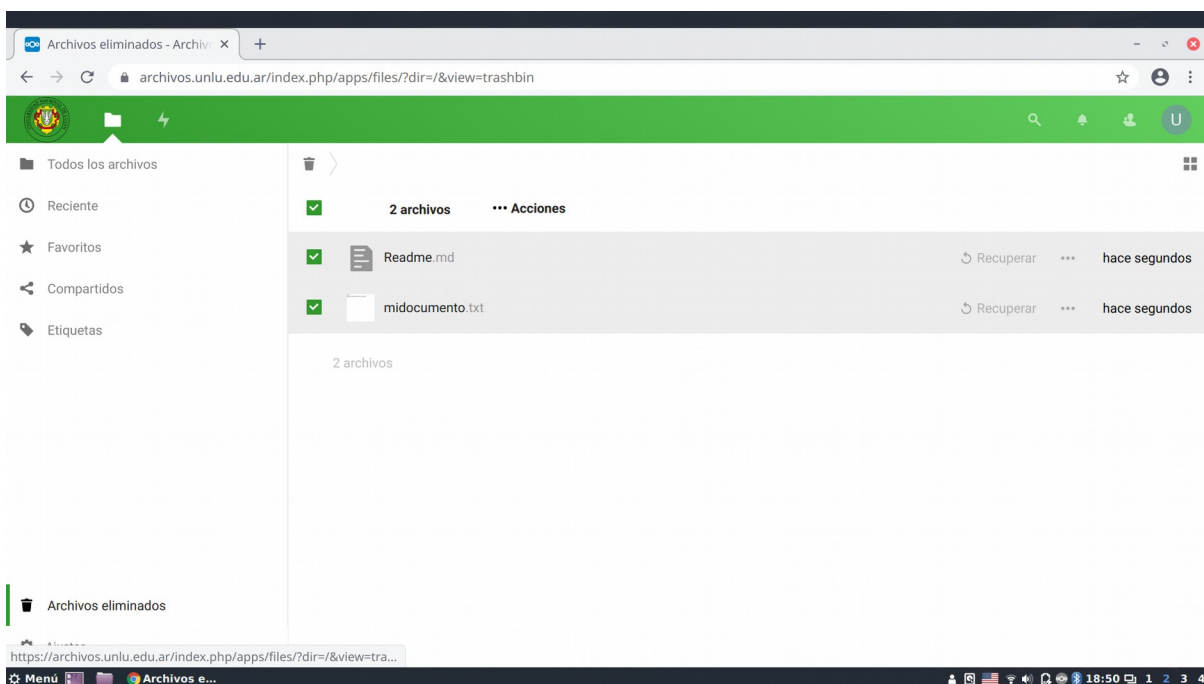 Archivos eliminados - Archiv
archivos.unlu.edu.ar/index.php/apps/files/?dir=/&view=trashbin
U
Todos los archivos
Reciente
Favoritos
Compartidos
Etiquetas
2 archivos ••• Acciones
Readme.md Recuperar ••• hace segundos
midocumento.txt Recuperar ••• hace segundos
2 archivos
Archivos eliminados
https://archivos.unlu.edu.ar/index.php/apps/files/?dir=/&view=tra...
Menú Archivos e... 18:50 1 2 3 4